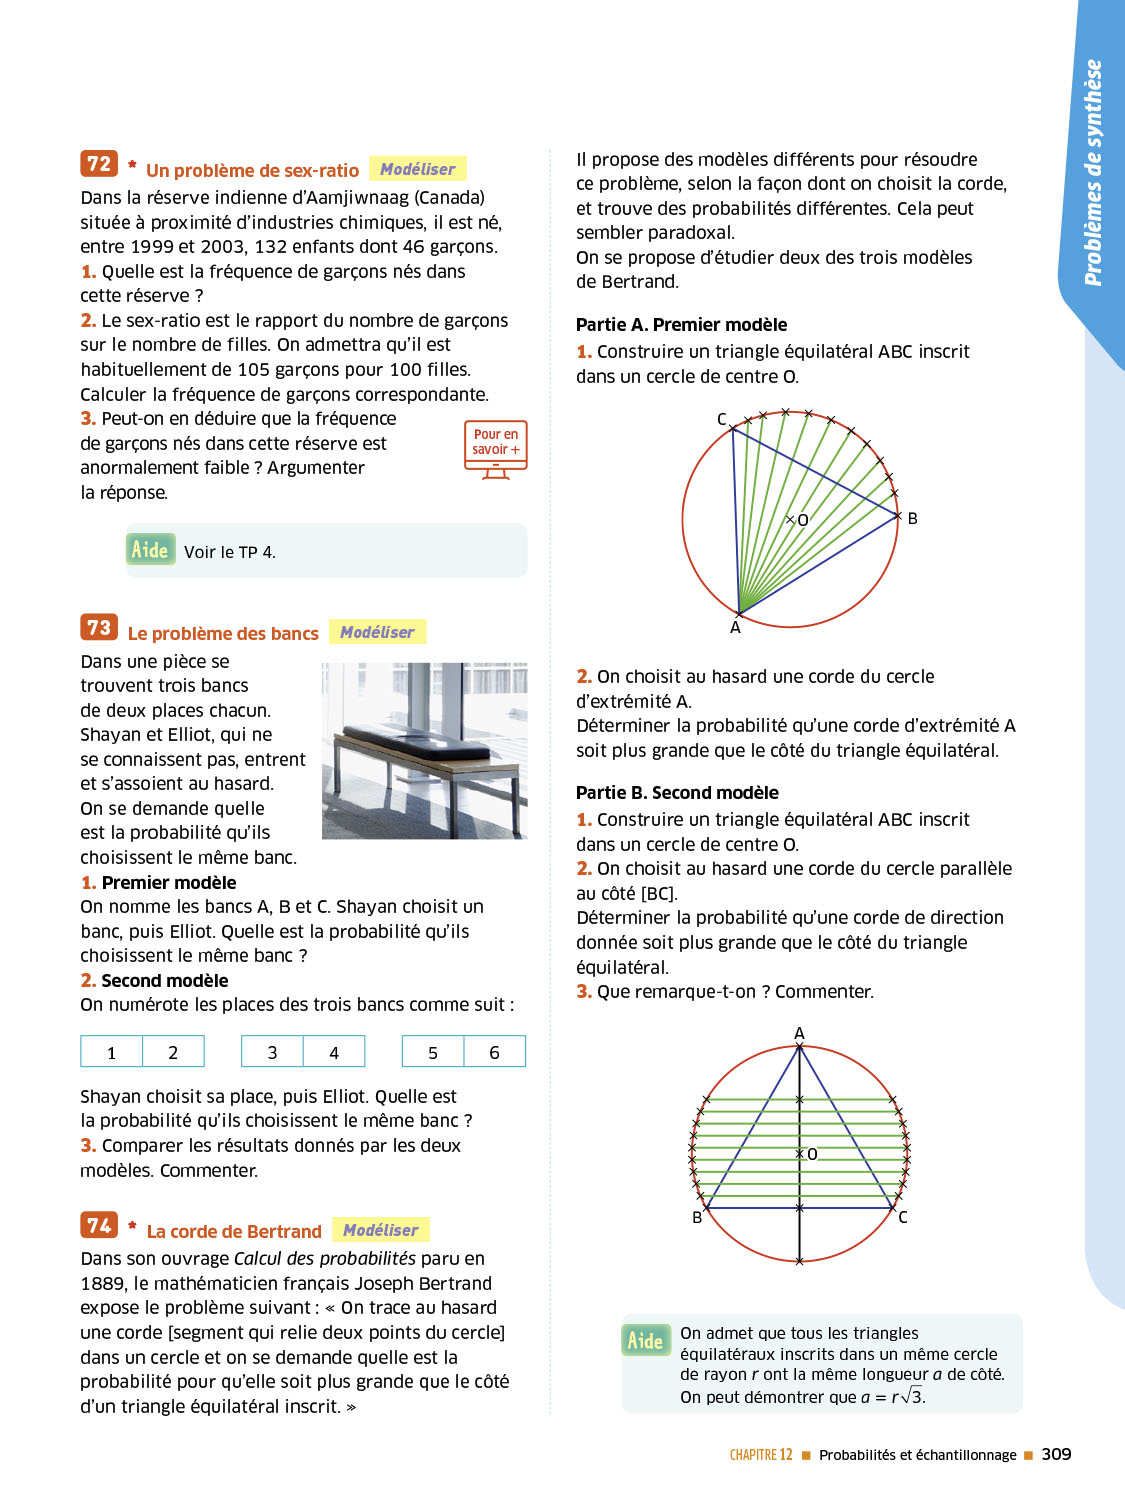 Problèmes de synthèse
72 * Un problème de sex-ratio Modéliser
Dans la réserve indienne d'Aamjiwnaag (Canada)
située à proximité d'industries chimiques, il est né,
entre 1999 et 2003, 132 enfants dont 46 garçons.
1. Quelle est la fréquence de garçons nés dans
cette réserve ?
2. Le sex-ratio est le rapport du nombre de garçons
sur le nombre de filles. On admettra qu'il est
habituellement de 105 garçons pour 100 filles.
Calculer la fréquence de garçons correspondante.
3. Peut-on en déduire que la fréquence
de garçons nés dans cette réserve est
anormalement faible ? Argumenter
la réponse.
Pour en
savoir +
Aide Voir le TP 4.
73 Le problème des bancs Modéliser
Dans une pièce se
trouvent trois bancs
de deux places chacun.
Shayan et Elliot, qui ne
se connaissent pas, entrent
et s'assoient au hasard.
On se demande quelle
est la probabilité qu'ils
choisissent le même banc.
1. Premier modèle
On nomme les bancs A, B et C. Shayan choisit un
banc, puis Elliot. Quelle est la probabilité qu'ils
choisissent le même banc ?
2. Second modèle
On numérote les places des trois bancs comme suit :
1 2 3 4 5 6
Shayan choisit sa place, puis Elliot. Quelle est
la probabilité qu'ils choisissent le même banc ?
3. Comparer les résultats donnés par les deux
modèles. Commenter.
74 * La corde de Bertrand Modéliser
Dans son ouvrage Calcul des probabilités paru en
1889, le mathématicien français Joseph Bertrand
expose le problème suivant : « On trace au hasard
une corde [segment qui relie deux points du cercle]
dans un cercle et on se demande quelle est la
probabilité pour qu'elle soit plus grande que le côté
d'un triangle équilatéral inscrit. »
Il propose des modèles différents pour résoudre
ce problème, selon la façon dont on choisit la corde,
et trouve des probabilités différentes. Cela peut
sembler paradoxal.
On se propose d'étudier deux des trois modèles
de Bertrand.
Partie A. Premier modèle
1. Construire un triangle équilatéral ABC inscrit
dans un cercle de centre O.
C
O
B
A
2. On choisit au hasard une corde du cercle
d'extrémité A.
Déterminer la probabilité qu'une corde d'extrémité A
soit plus grande que le côté du triangle équilatéral.
Partie B. Second modèle
1. Construire un triangle équilatéral ABC inscrit
dans un cercle de centre O.
2. On choisit au hasard une corde du cercle parallèle
au côté [BC].
Déterminer la probabilité qu'une corde de direction
donnée soit plus grande que le côté du triangle
équilatéral.
3. Que remarque-t-on ? Commenter.
A
O
B C
Aide On admet que tous les triangles
équilatéraux inscrits dans un même cercle
de rayon r ont la même longueur a de côté.
On peut démontrer que a = r√3.
CHAPITRE 12 ■ Probabilités et échantillonnage ■ 309